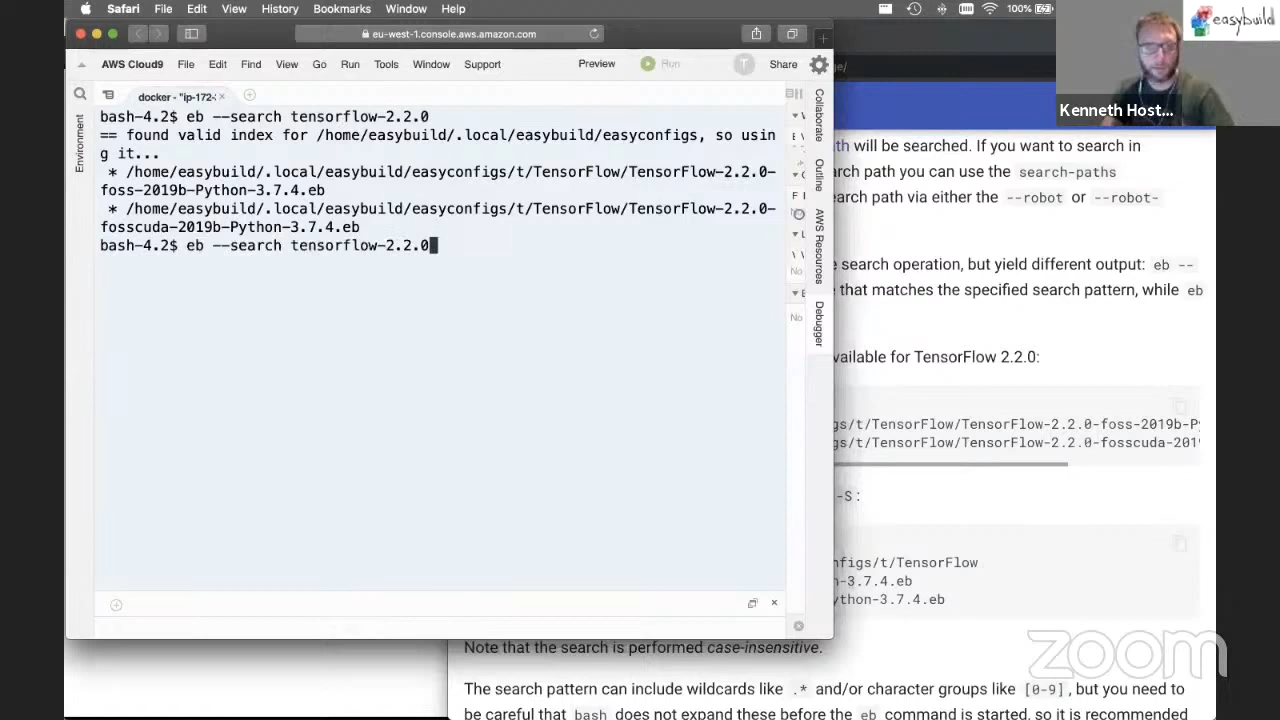 Safari File Edit View History Bookmarks Window Help 100%
eu-west-1.console.aws.amazon.com
easybuild
AWS Cloud9 File Edit Find View Go Run Tools Window Support Preview Run Share
T
docker - "ip-172-
Kenneth Host...
Environment
Collaborate
Outline
AWS Resources
Debugger
bash-4.2$ eb --search tensorflow-2.2.0
== found valid index for /home/easybuild/.local/easybuild/easyconfigs, so usin
g it...
* /home/easybuild/.local/easybuild/easyconfigs/t/TensorFlow/TensorFlow-2.2.0-
foss-2019b-Python-3.7.4.eb
* /home/easybuild/.local/easybuild/easyconfigs/t/TensorFlow/TensorFlow-2.2.0-
fosscuda-2019b-Python-3.7.4.eb
bash-4.2$ eb --search tensorflow-2.2.0
No
No
th will be searched. If you want to search in
arch path you can use the search-paths
earch path via either the --robot or --robot-
e search operation, but yield different output: eb --
e that matches the specified search pattern, while eb
vailable for TensorFlow 2.2.0:
gs/t/TensorFlow/TensorFlow-2.2.0-foss-2019b-Py
gs/t/TensorFlow/TensorFlow-2.2.0-fosscuda-201
-S:
nfigs/t/TensorFlow
n-3.7.4.eb
ython-3.7.4.eb
zoom
Note that the search is performed case-insensitive.
The search pattern can include wildcards like .* and/or character groups like [0-9], but you need to
be careful that bash does not expand these before the eb command is started, so it is recommended